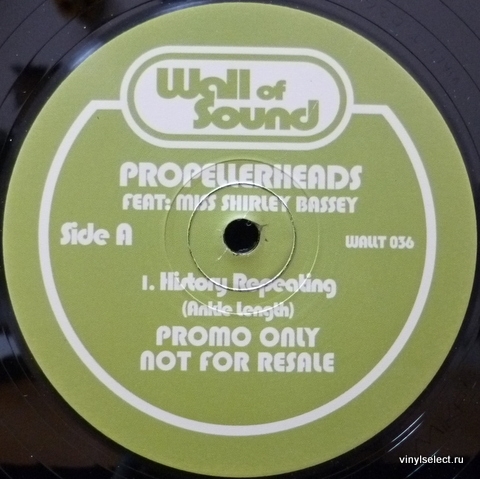 Wall of
Sound
PROPELLERHEADS
FEAT: MISS SHIRLEY BASSEY
Side A
WALLT 036
1. History Repeating
(Ankle Length)
PROMO ONLY
NOT FOR RESALE
vinylselect.ru